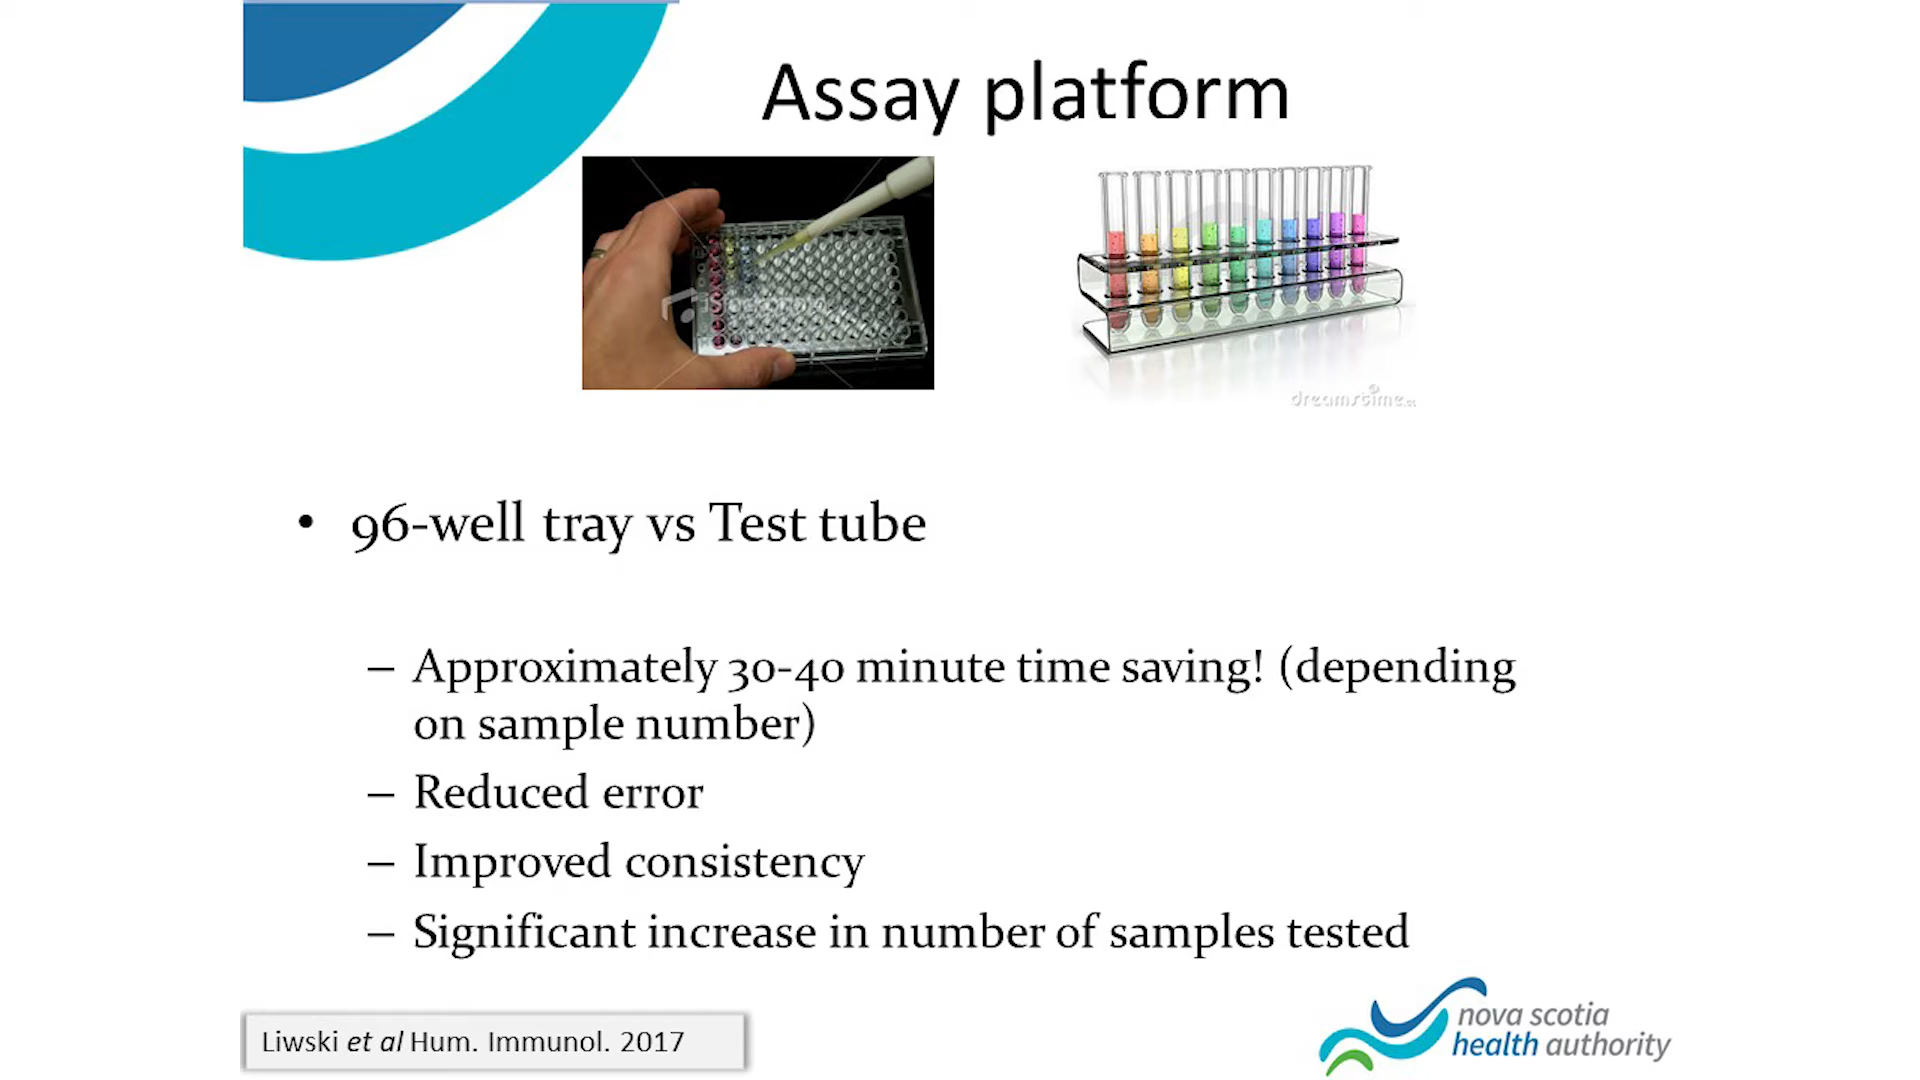 Assay platform
dreamstime
• 96-well tray vs Test tube
– Approximately 30-40 minute time saving! (depending
on sample number)
– Reduced error
– Improved consistency
– Significant increase in number of samples tested
Liwski et al Hum. Immunol. 2017
nova scotia
health authority